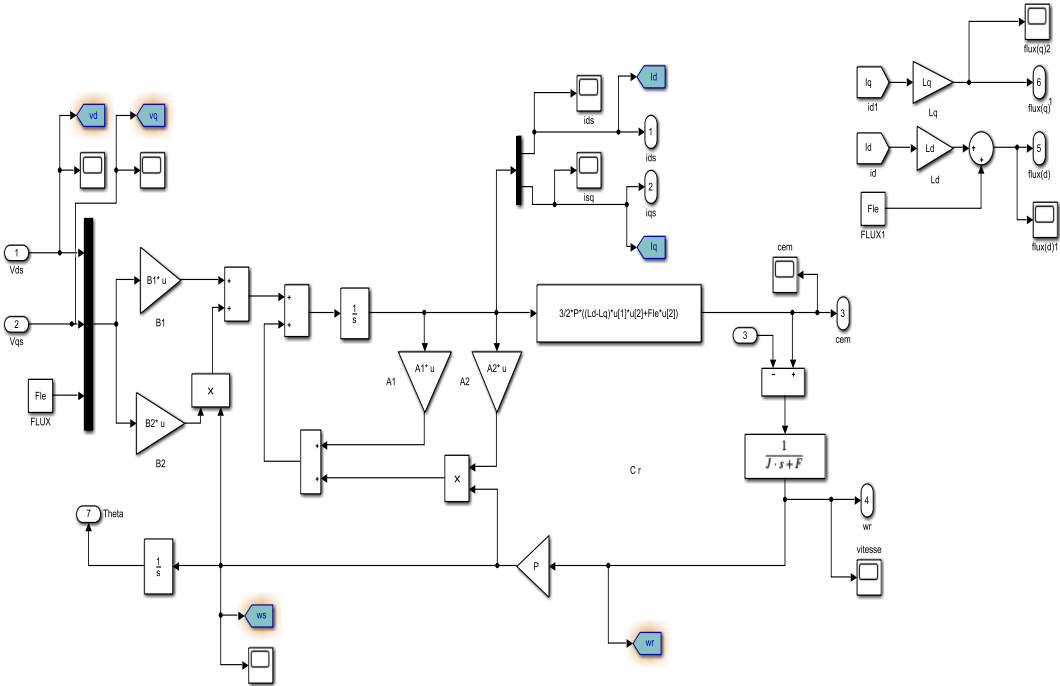 flux(q)2
Iq
id1
Lq
Lq
6
flux(q)
1
Id
id
Ld
Ld
+
+
5
flux(d)
Fle
FLUX1
flux(d)1
vd
vq
Id
ids
1
ids
isq
2
iqs
Iq
1
Vds
B1* u
B1
+
+
+
+
1
s
3/2*P*((Ld-Lq)*u[1]*u[2]+Fle*u[2])
cem
3
cem
2
Vqs
3
- +
Fle
FLUX
X
A1
A1* u
A2
A2* u
B2* u
B2
+
+
X
C r
1
J·s+F
4
wr
7
Theta
1
s
P
vitesse
ws
wr